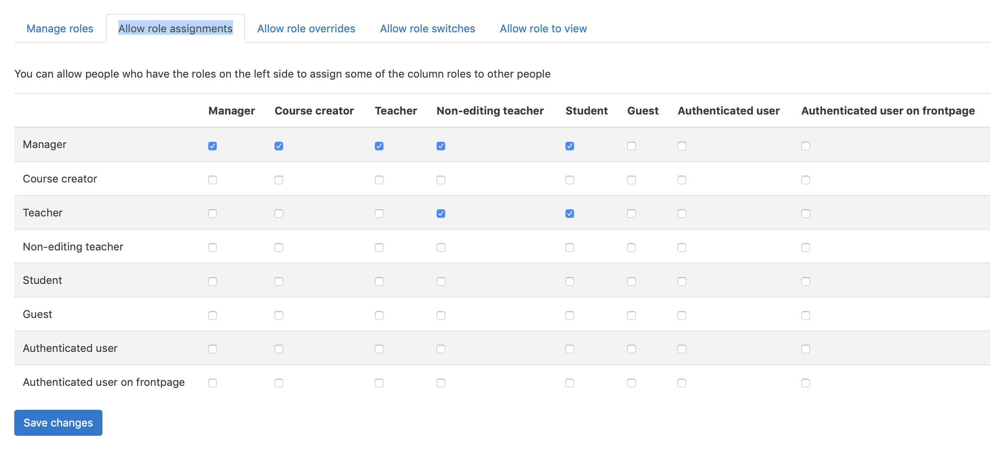 Manage roles Allow role assignments Allow role overrides Allow role switches Allow role to view
You can allow people who have the roles on the left side to assign some of the column roles to other people
Manager Course creator Teacher Non-editing teacher Student Guest Authenticated user Authenticated user on frontpage
Manager
Course creator
Teacher
Non-editing teacher
Student
Guest
Authenticated user
Authenticated user on frontpage
Save changes